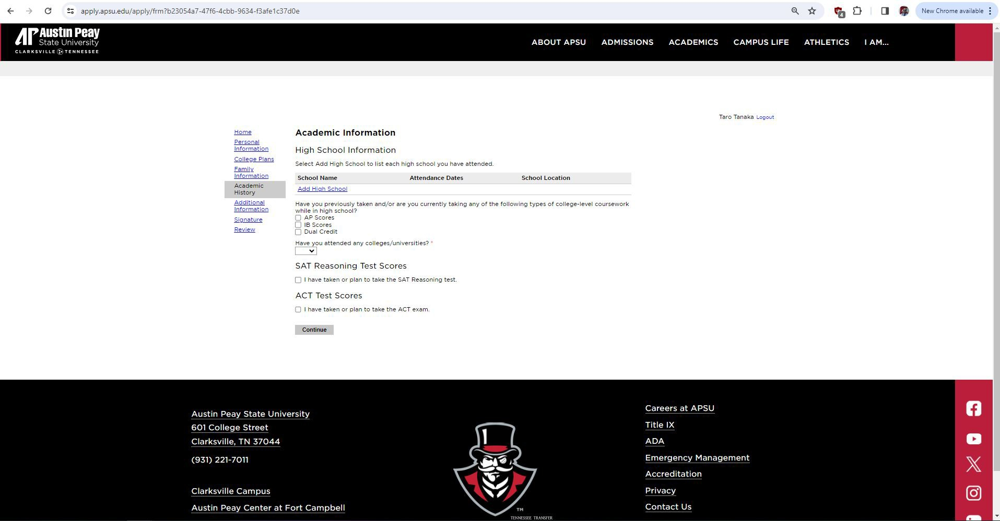 apply.apsu.edu/apply/frm?b23054a7-47f6-4cbb-9634-f3afe1c37d0e
4
New Chrome available
AP Austin Peay
State University
CLARKSVILLE TENNESSEE
ABOUT APSU
ADMISSIONS
ACADEMICS
CAMPUS LIFE
ATHLETICS
I AM...
Taro Tanaka Logout
Home
Personal
Information
College Plans
Family
Information
Academic
History
Additional
Information
Signature
Review
Academic Information
High School Information
Select Add High School to list each high school you have attended.
School Name Attendance Dates School Location
Add High School
Have you previously taken and/or are you currently taking any of the following types of college-level coursework
while in high school?
AP Scores
IB Scores
Dual Credit
Have you attended any colleges/universities? *
SAT Reasoning Test Scores
I have taken or plan to take the SAT Reasoning test.
ACT Test Scores
I have taken or plan to take the ACT exam.
Continue
Austin Peay State University
601 College Street
Clarksville, TN 37044
(931) 221-7011
Clarksville Campus
Austin Peay Center at Fort Campbell
TM
TENNESSEE TRANSFER
Careers at APSU
Title IX
ADA
Emergency Management
Accreditation
Privacy
Contact Us